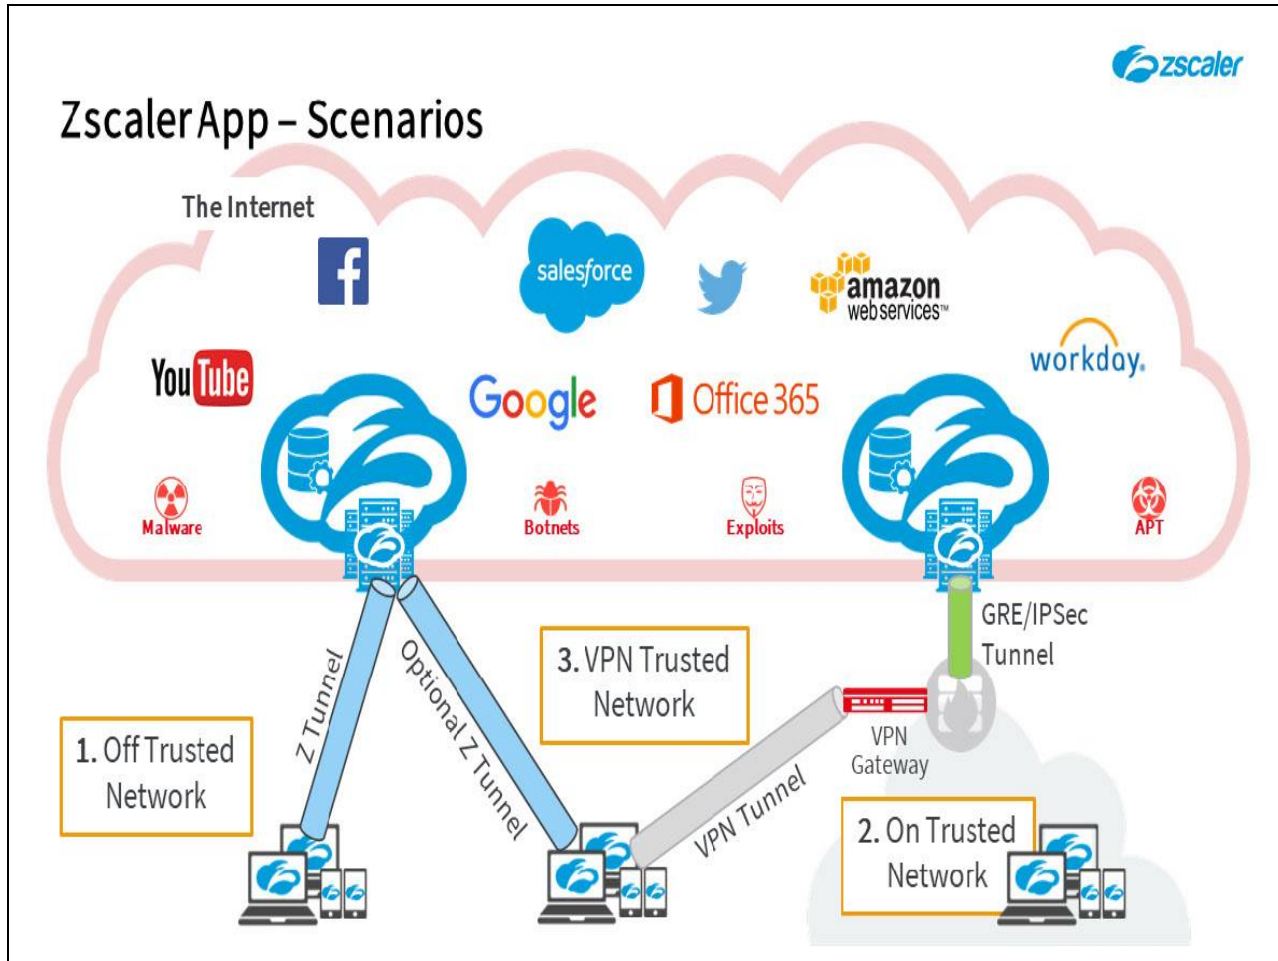 zscaler
Zscaler App – Scenarios
The Internet
salesforce
amazon
webservices™
workday.
YouTube
Google
Office 365
Malware
Botnets
Exploits
APT
GRE/IPSec
Tunnel
Z Tunnel
Optional Z Tunnel
3. VPN Trusted
Network
1. Off Trusted
Network
VPN
Gateway
VPN Tunnel
2. On Trusted
Network